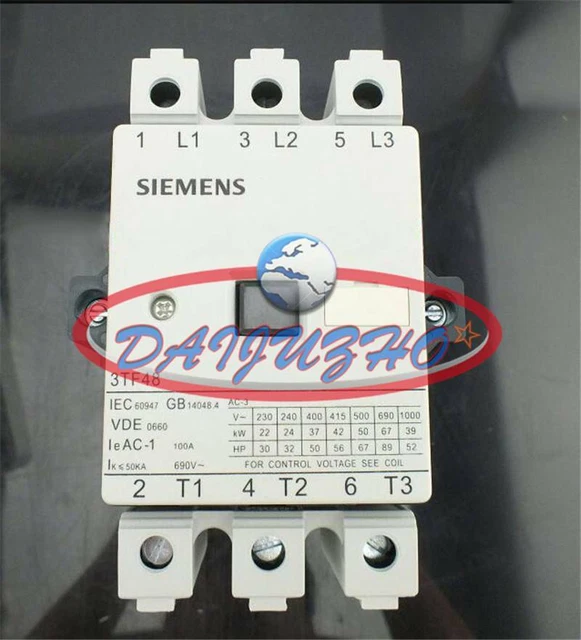 1 L1 3 L2 5 L3
SIEMENS
DAIJUZHO
3TF48
IEC 60947 GB 14048.4
VDE 0660
Ie AC-1 100A
IK ≤ 50KA 690V~
AC-3
V~ 230 240 400 415 500 690 1000
kW 22 24 37 42 50 67 39
HP 30 32 50 56 67 89 52
FOR CONTROL VOLTAGE SEE COIL
2 T1 4 T2 6 T3